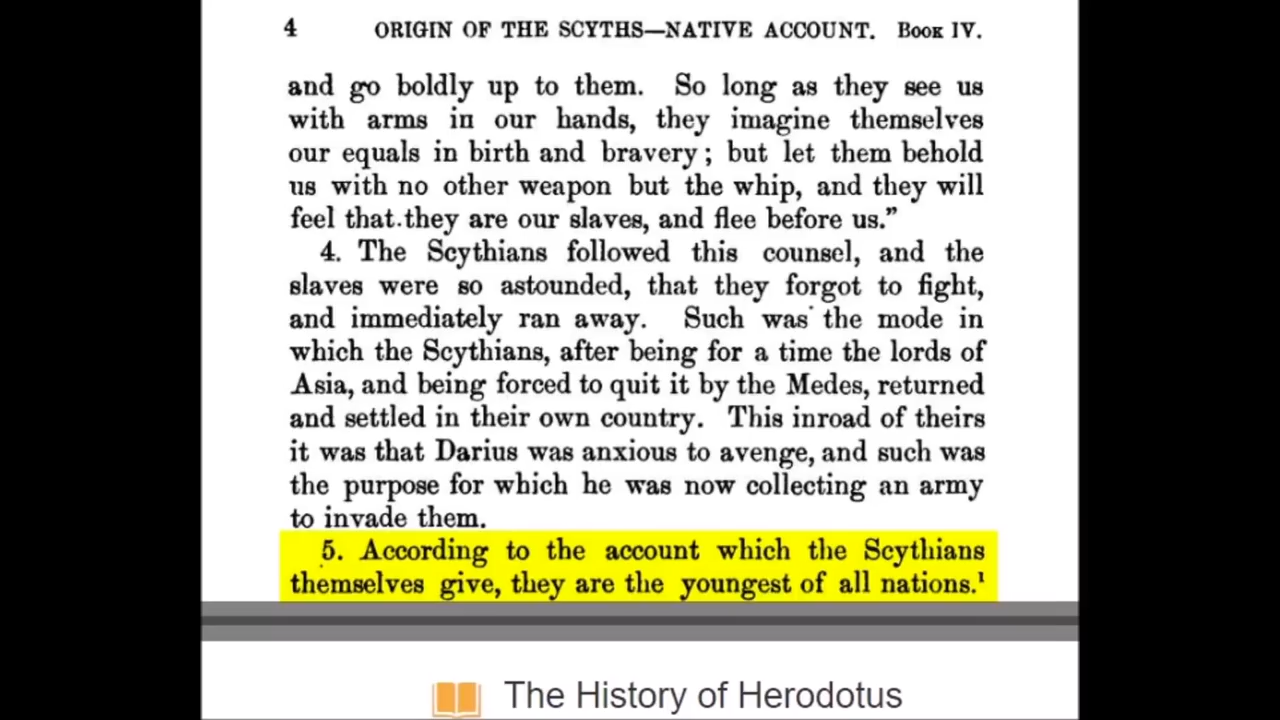 4 ORIGIN OF THE SCYTHS—NATIVE ACCOUNT. Book IV.
and go boldly up to them. So long as they see us
with arms in our hands, they imagine themselves
our equals in birth and bravery; but let them behold
us with no other weapon but the whip, and they will
feel that they are our slaves, and flee before us.”
4. The Scythians followed this counsel, and the
slaves were so astounded, that they forgot to fight,
and immediately ran away. Such was the mode in
which the Scythians, after being for a time the lords of
Asia, and being forced to quit it by the Medes, returned
and settled in their own country. This inroad of theirs
it was that Darius was anxious to avenge, and such was
the purpose for which he was now collecting an army
to invade them.
5. According to the account which the Scythians
themselves give, they are the youngest of all nations.¹
The History of Herodotus